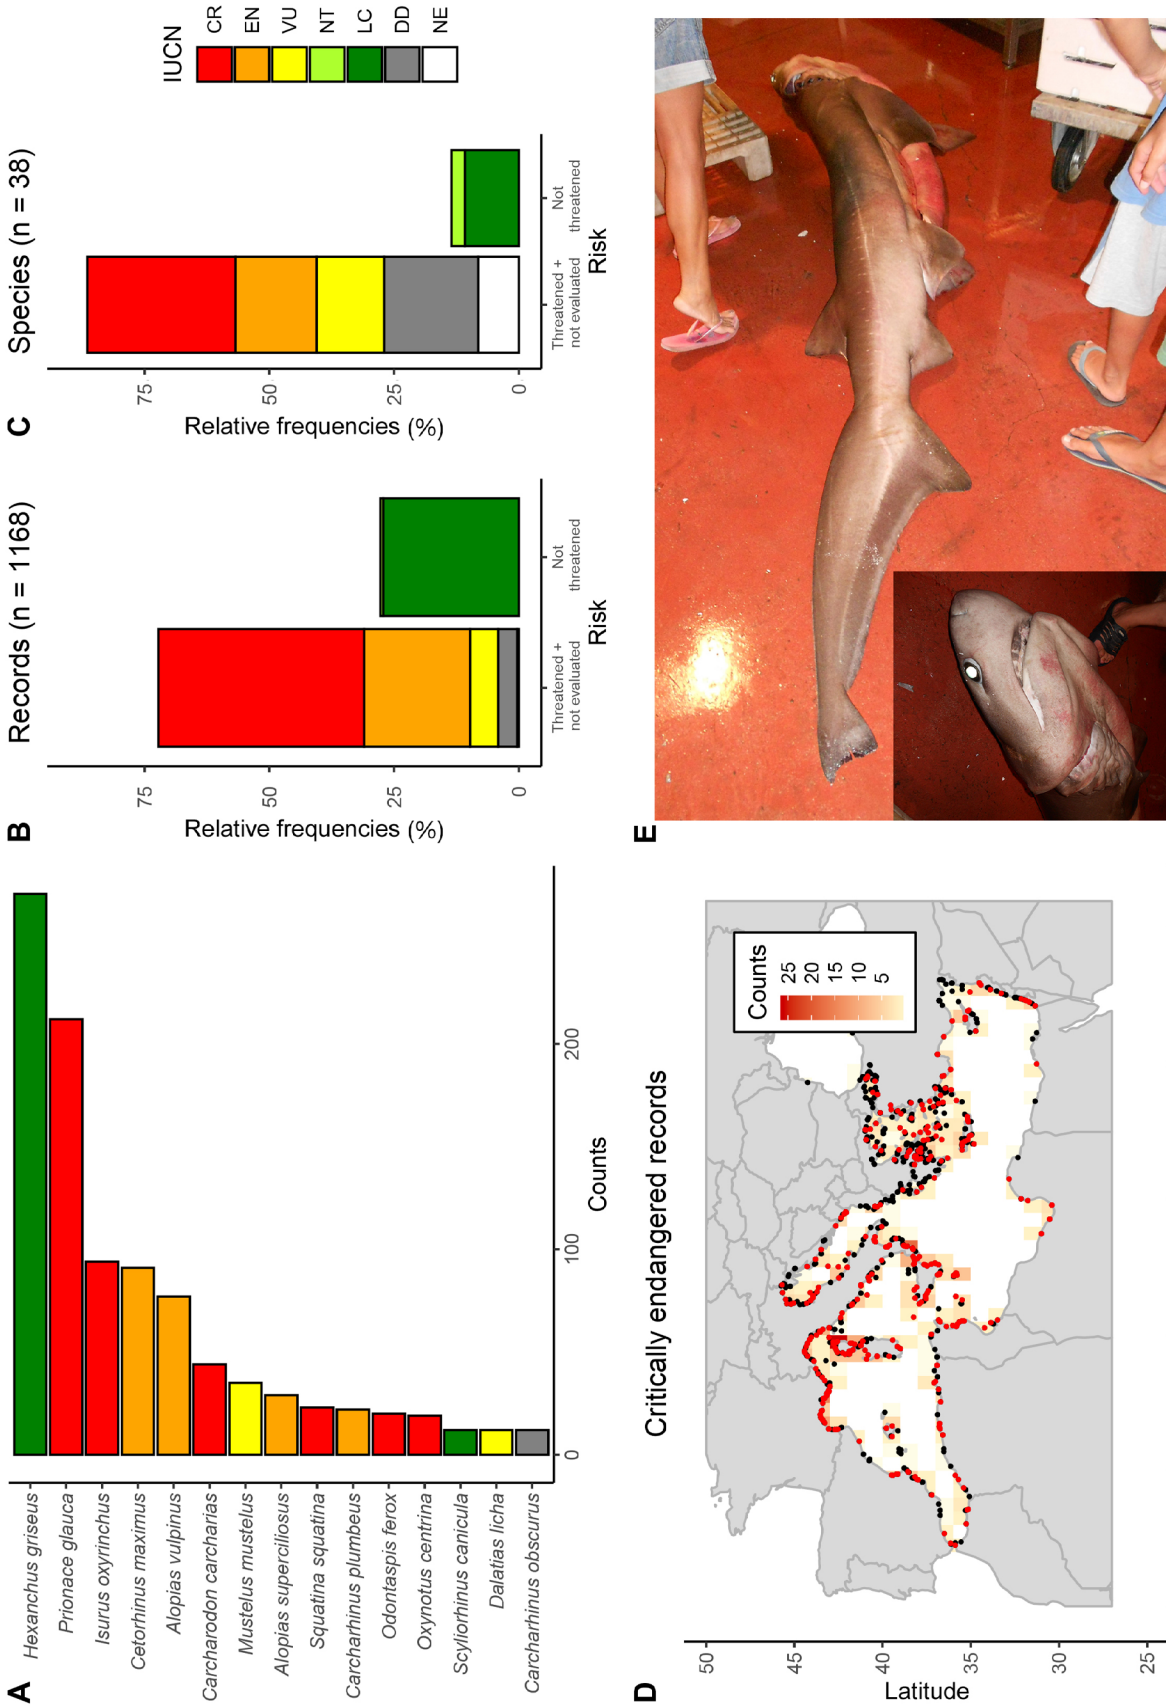 A
Hexanchus griseus
Prionace glauca
Isurus oxyrinchus
Cetorhinus maximus
Alopias vulpinus
Carcharodon carcharias
Mustelus mustelus
Alopias superciliosus
Squatina squatina
Carcharhinus plumbeus
Odontaspis ferox
Oxynotus centrina
Scyliorhinus canicula
Dalatias licha
Carcharhinus obscurus
0
100
200
Counts
B
Records (n = 1168)
Relative frequencies (%)
75
50
25
0
Threatened +
not evaluated
Not
threatened
Risk
C
Species (n = 38)
Relative frequencies (%)
75
50
25
0
Threatened +
not evaluated
Not
threatened
Risk
IUCN
CR
EN
VU
NT
LC
DD
NE
D
Critically endangered records
Latitude
50
45
40
35
30
25
Counts
25
20
15
10
5
E